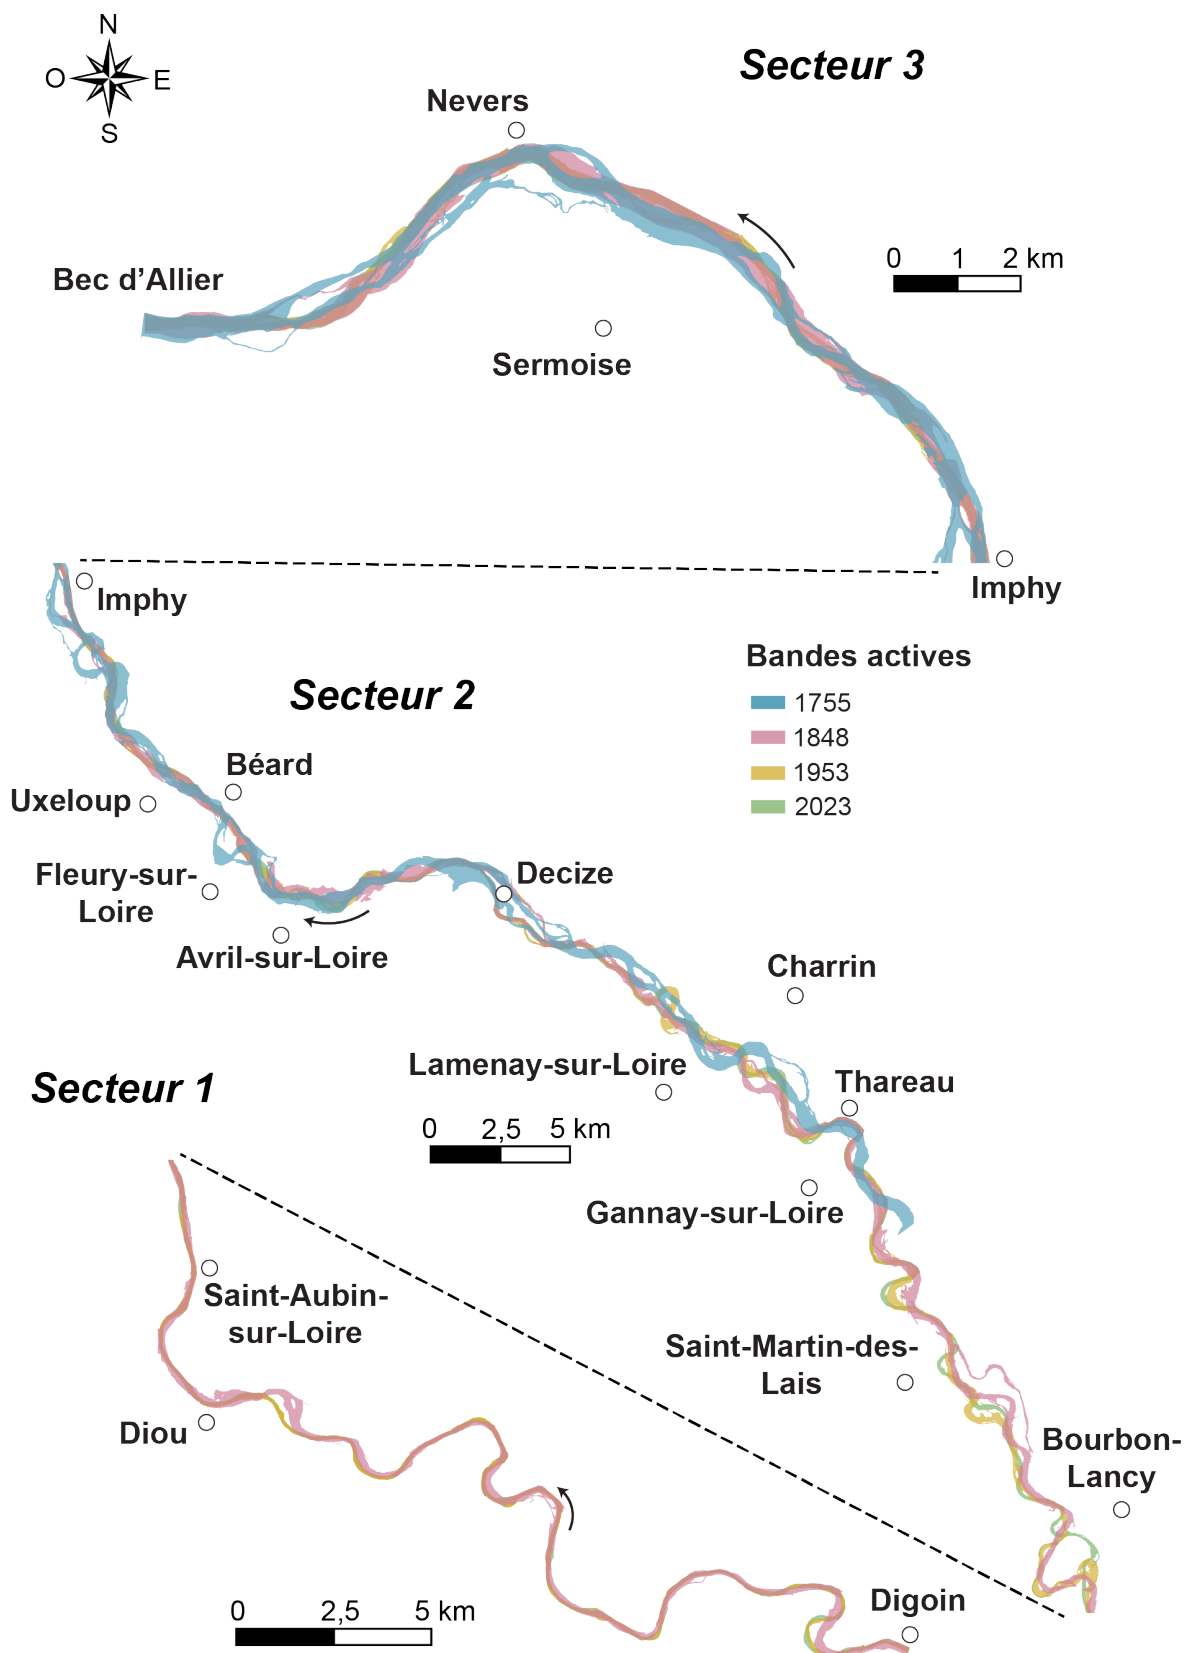 N
O E
S
Secteur 3
Nevers
Bec d’Allier
0 1 2 km
Sermoise
Imphy
Imphy
Secteur 2
Bandes actives
1755
1848
1953
2023
Béard
Uxeloup
Fleury-sur-
Loire
Decize
Avril-sur-Loire
Charrin
Lamenay-sur-Loire
Thareau
Secteur 1
0 2,5 5 km
Gannay-sur-Loire
Saint-Aubin-
sur-Loire
Saint-Martin-des-
Lais
Diou
Bourbon-
Lancy
Digoin
0 2,5 5 km